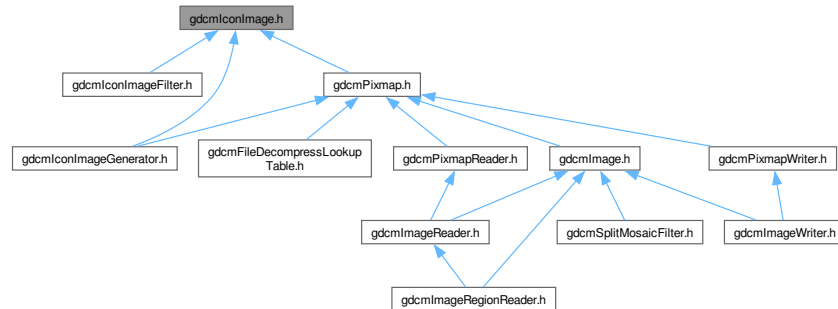 gdcmIconImage.h
gdcmIconImageFilter.h
gdcmPixmap.h
gdcmIconImageGenerator.h
gdcmFileDecompressLookup
Table.h
gdcmPixmapReader.h
gdcmImage.h
gdcmPixmapWriter.h
gdcmImageReader.h
gdcmSplitMosaicFilter.h
gdcmImageWriter.h
gdcmImageRegionReader.h